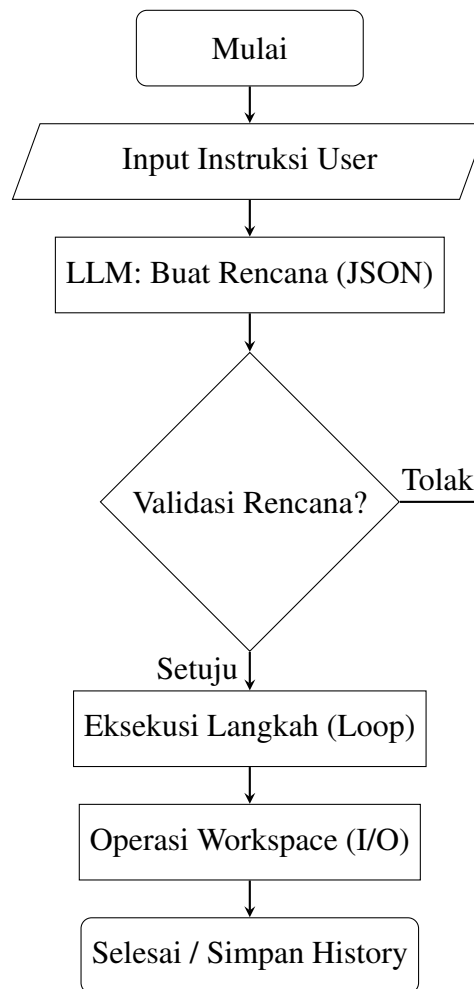 Mulai
Input Instruksi User
LLM: Buat Rencana (JSON)
Validasi Rencana?
Tolak
Setuju
Eksekusi Langkah (Loop)
Operasi Workspace (I/O)
Selesai / Simpan History